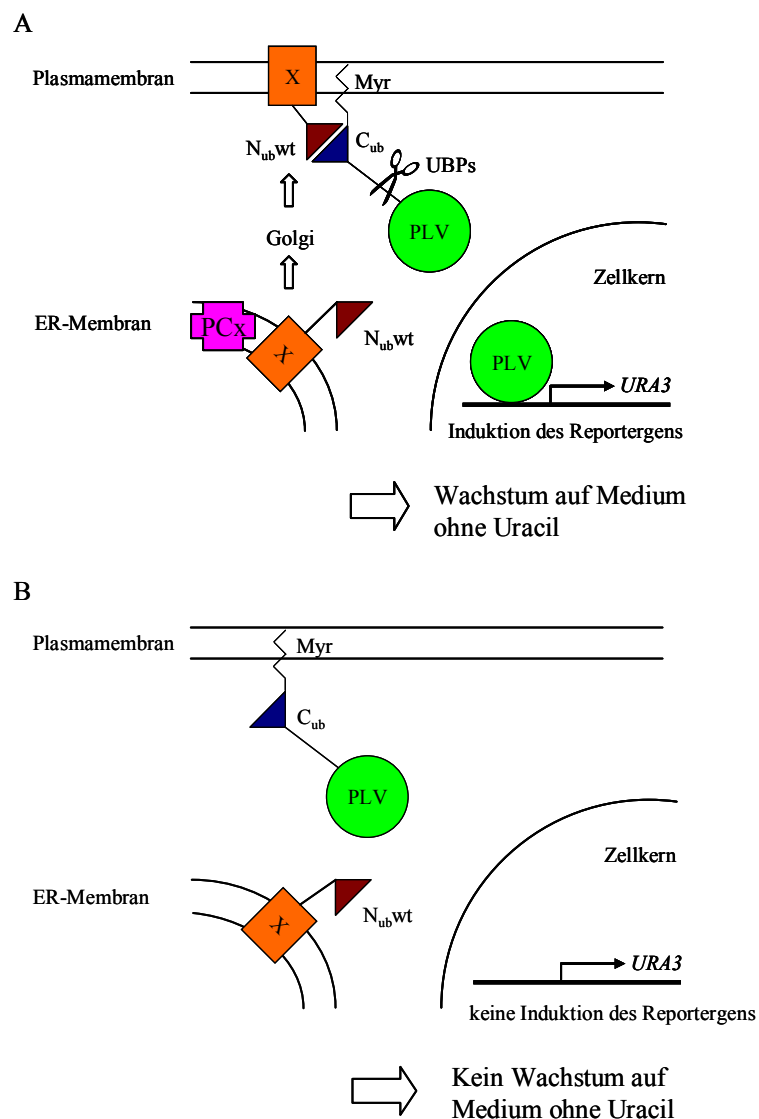 A
Plasmamembran
X
Myr
Nubwt
Cub
UBPs
PLV
Golgi
Zellkern
ER-Membran
PCx
X
Nubwt
PLV
URA3
Induktion des Reportergens
Wachstum auf Medium
ohne Uracil
B
Plasmamembran
Myr
Cub
PLV
Zellkern
ER-Membran
X
Nubwt
URA3
keine Induktion des Reportergens
Kein Wachstum auf
Medium ohne Uracil